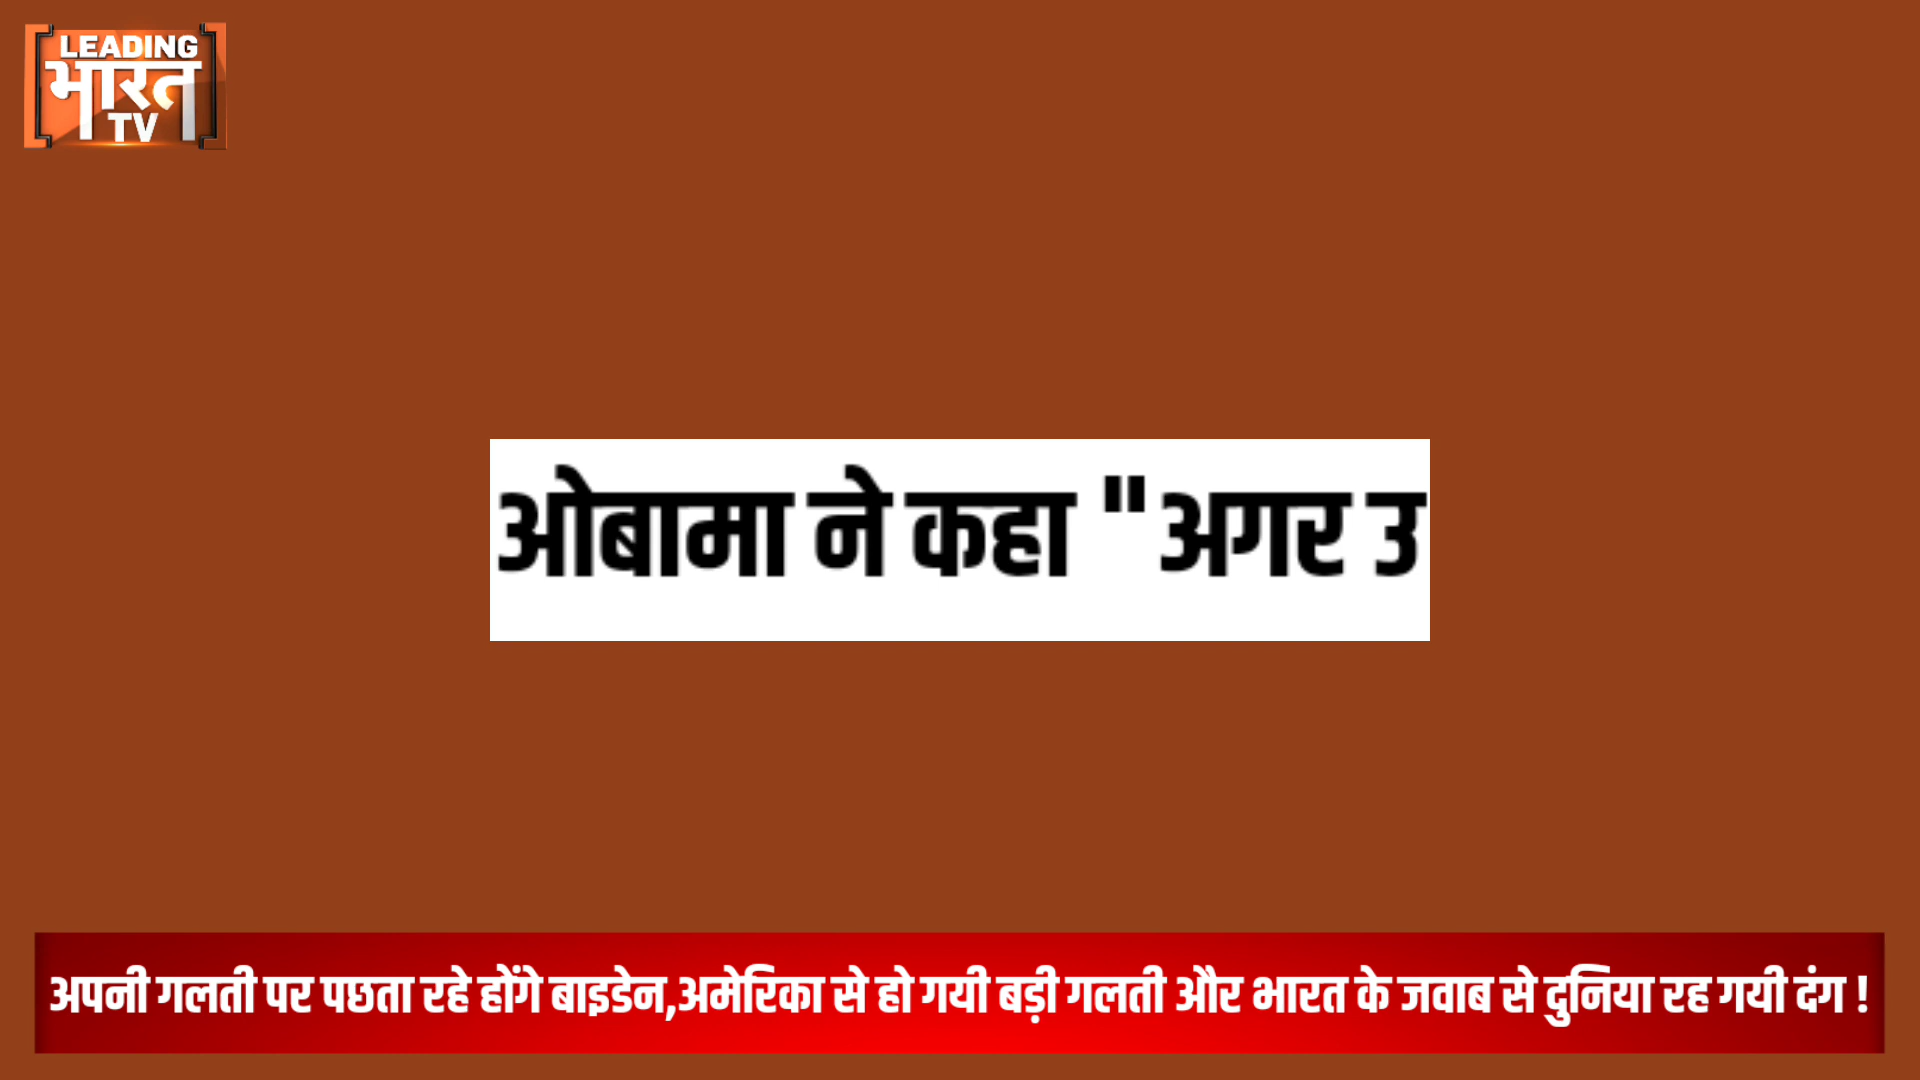 LEADING
भारत
TV
ओबामा ने कहा "अगर उ
अपनी गलती पर पछता रहे होंगे बाइडेन,अमेरिका से हो गयी बड़ी गलती और भारत के जवाब से दुनिया रह गयी दंग !